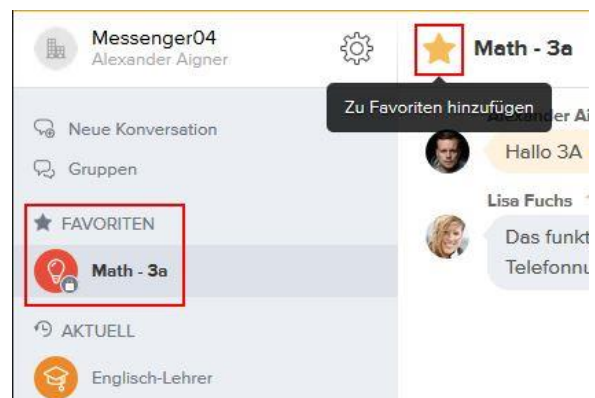 Messenger04
Alexander Aigner
Neue Konversation
Gruppen
FAVORITEN
Math - 3a
AKTUELL
Englisch-Lehrer
Math - 3a
Zu Favoriten hinzufügen
Hallo 3A
Lisa Fuchs
Das funkt
Telefonnu